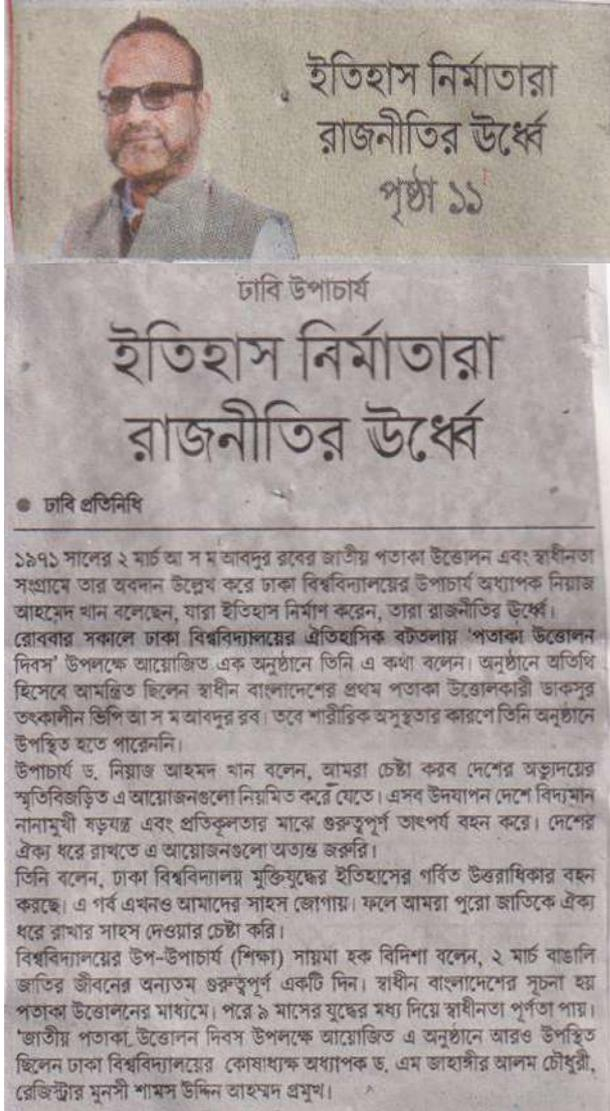 ইতিহাস নির্মাতারা
রাজনীতির ঊর্ধ্বে
পৃষ্ঠা ১১
ঢাবি উপাচার্য
ইতিহাস নির্মাতারা
রাজনীতির ঊর্ধ্বে
● ঢাবি প্রতিনিধি
১৯৭১ সালের ২ মার্চ আ স ম আবদুর রবের জাতীয় পতাকা উত্তোলন এবং স্বাধীনতা
সংগ্রামে তার অবদান উল্লেখ করে ঢাকা বিশ্ববিদ্যালয়ের উপাচার্য অধ্যাপক নিয়াজ
আহমেদ খান বলেছেন, যারা ইতিহাস নির্মাণ করেন, তারা রাজনীতির ঊর্ধ্বে।
রোববার সকালে ঢাকা বিশ্ববিদ্যালয়ের ঐতিহাসিক বটতলায় ‘পতাকা উত্তোলন
দিবস’ উপলক্ষে আয়োজিত এক অনুষ্ঠানে তিনি এ কথা বলেন। অনুষ্ঠানে অতিথি
হিসেবে আমন্ত্রিত ছিলেন স্বাধীন বাংলাদেশের প্রথম পতাকা উত্তোলকারী ডাকসুর
তৎকালীন ভিপি আ স ম আবদুর রব। তবে শারীরিক অসুস্থতার কারণে তিনি অনুষ্ঠানে
উপস্থিত হতে পারেননি।
উপাচার্য ড. নিয়াজ আহমদ খান বলেন, আমরা চেষ্টা করব দেশের অভ্যুদয়ের
স্মৃতিবিজড়িত এ আয়োজনগুলো নিয়মিত করে যেতে। এসব উদযাপন দেশে বিদ্যমান
নানামুখী ষড়যন্ত্র এবং প্রতিকূলতার মাঝে গুরুত্বপূর্ণ তাৎপর্য বহন করে। দেশের
ঐক্য ধরে রাখতে এ আয়োজনগুলো অত্যন্ত জরুরি।
তিনি বলেন, ঢাকা বিশ্ববিদ্যালয় মুক্তিযুদ্ধের ইতিহাসের গর্বিত উত্তরাধিকার বহন
করছে। এ গর্ব এখনও আমাদের সাহস জোগায়। ফলে আমরা পুরো জাতিকে ঐক্য
ধরে রাখার সাহস দেওয়ার চেষ্টা করি।
বিশ্ববিদ্যালয়ের উপ-উপাচার্য (শিক্ষা) সায়মা হক বিদিশা বলেন, ২ মার্চ বাঙালি
জাতির জীবনের অন্যতম গুরুত্বপূর্ণ একটি দিন। স্বাধীন বাংলাদেশের সূচনা হয়
পতাকা উত্তোলনের মাধ্যমে। পরে ৯ মাসের যুদ্ধের মধ্য দিয়ে স্বাধীনতা পূর্ণতা পায়।
‘জাতীয় পতাকা উত্তোলন দিবস উপলক্ষে আয়োজিত এ অনুষ্ঠানে আরও উপস্থিত
ছিলেন ঢাকা বিশ্ববিদ্যালয়ের কোষাধ্যক্ষ অধ্যাপক ড. এম জাহাঙ্গীর আলম চৌধুরী,
রেজিস্ট্রার মুনসী শামস উদ্দিন আহম্মদ প্রমুখ।